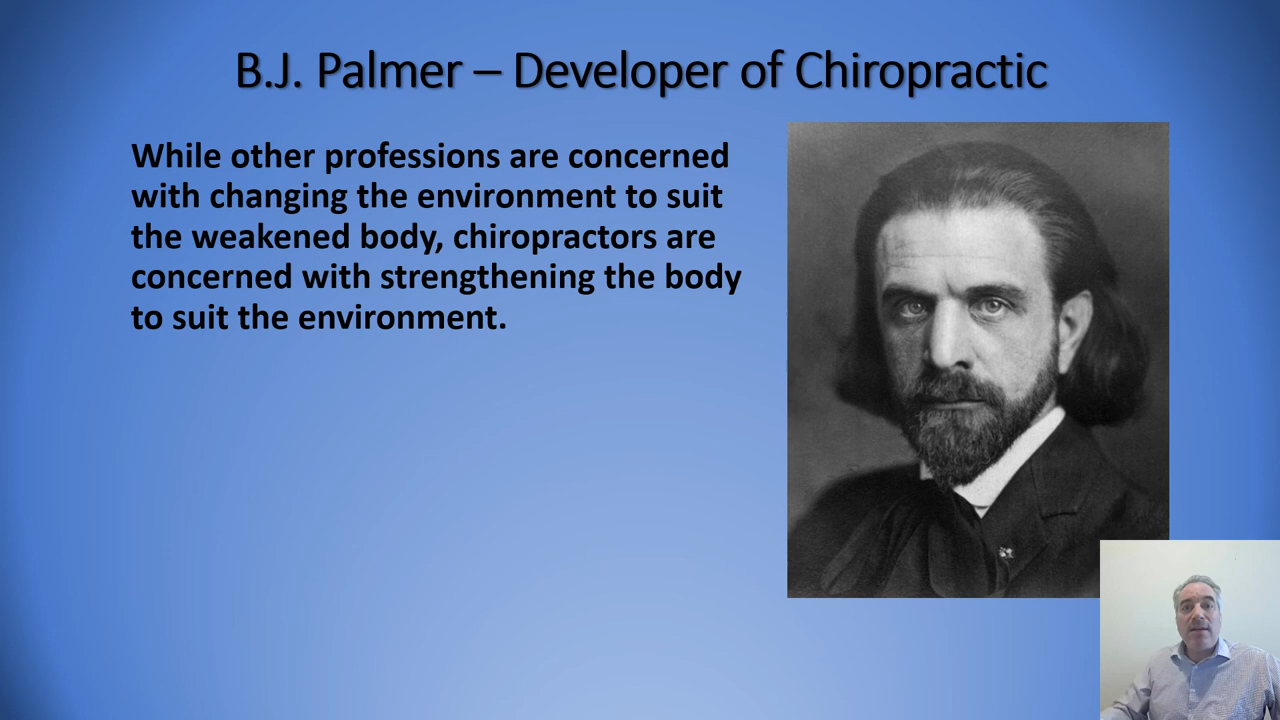 B.J. Palmer – Developer of Chiropractic
While other professions are concerned
with changing the environment to suit
the weakened body, chiropractors are
concerned with strengthening the body
to suit the environment.